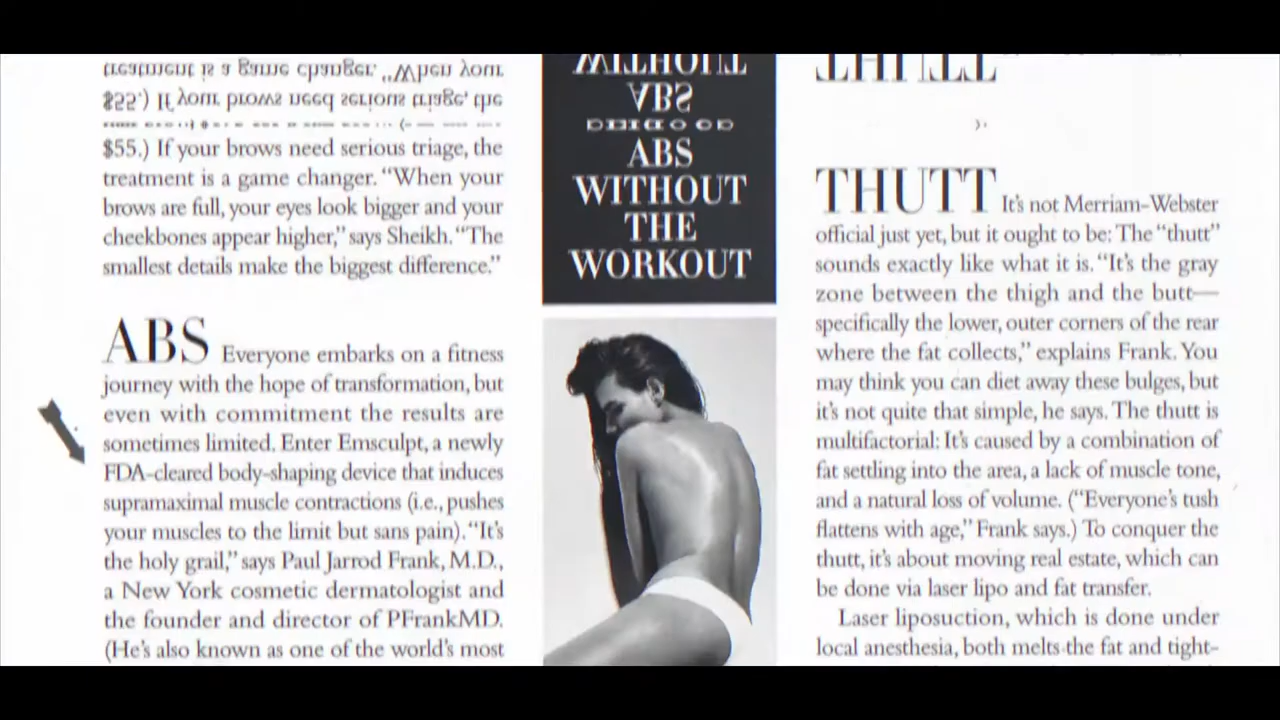 $55.) If your brows need serious triage, the
treatment is a game changer. “When your
brows are full, your eyes look bigger and your
cheekbones appear higher,” says Sheikh. “The
smallest details make the biggest difference.”
ABS Everyone embarks on a fitness
journey with the hope of transformation, but
even with commitment the results are
sometimes limited. Enter Emsculpt, a newly
FDA-cleared body-shaping device that induces
supramaximal muscle contractions (i.e., pushes
your muscles to the limit but sans pain). “It’s
the holy grail,” says Paul Jarrod Frank, M.D.,
a New York cosmetic dermatologist and
the founder and director of PFrankMD.
(He’s also known as one of the world’s most
WITHOUT
ABS
ABS
WITHOUT
THE
WORKOUT
THUTT It’s not Merriam-Webster
official just yet, but it ought to be: The “thutt”
sounds exactly like what it is. “It’s the gray
zone between the thigh and the butt—
specifically the lower, outer corners of the rear
where the fat collects,” explains Frank. You
may think you can diet away these bulges, but
it’s not quite that simple, he says. The thutt is
multifactorial: It’s caused by a combination of
fat settling into the area, a lack of muscle tone,
and a natural loss of volume. (“Everyone’s tush
flattens with age,” Frank says.) To conquer the
thutt, it’s about moving real estate, which can
be done via laser lipo and fat transfer.
Laser liposuction, which is done under
local anesthesia, both melts the fat and tight-